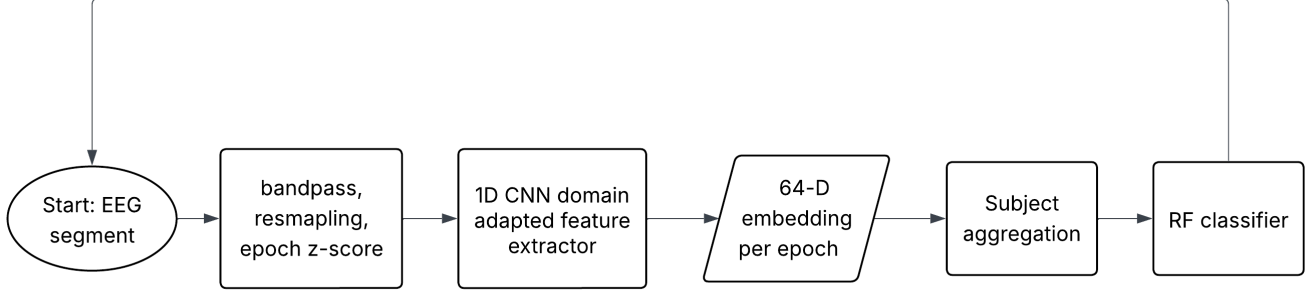 Start: EEG
segment
bandpass,
resmapling,
epoch z-score
1D CNN domain
adapted feature
extractor
64-D
embedding
per epoch
Subject
aggregation
RF classifier